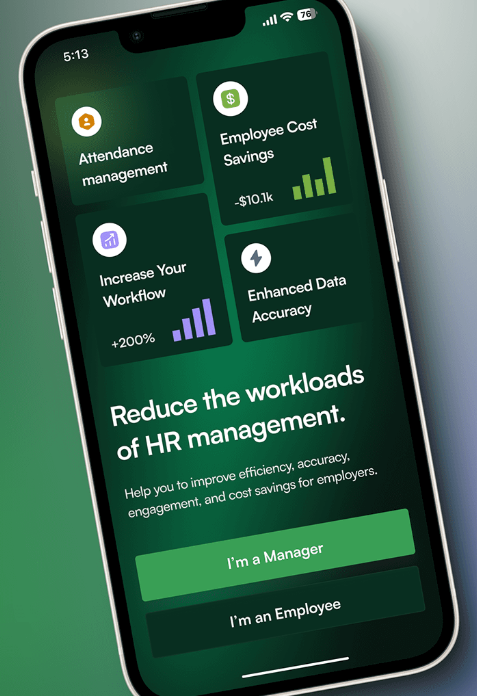 5:13
76
Attendance
management
$
Employee Cost
Savings
-$10.1k
Increase Your
Workflow
+200%
Enhanced Data
Accuracy
Reduce the workloads
of HR management.
Help you to improve efficiency, accuracy,
engagement, and cost savings for employers.
I'm a Manager
I'm an Employee